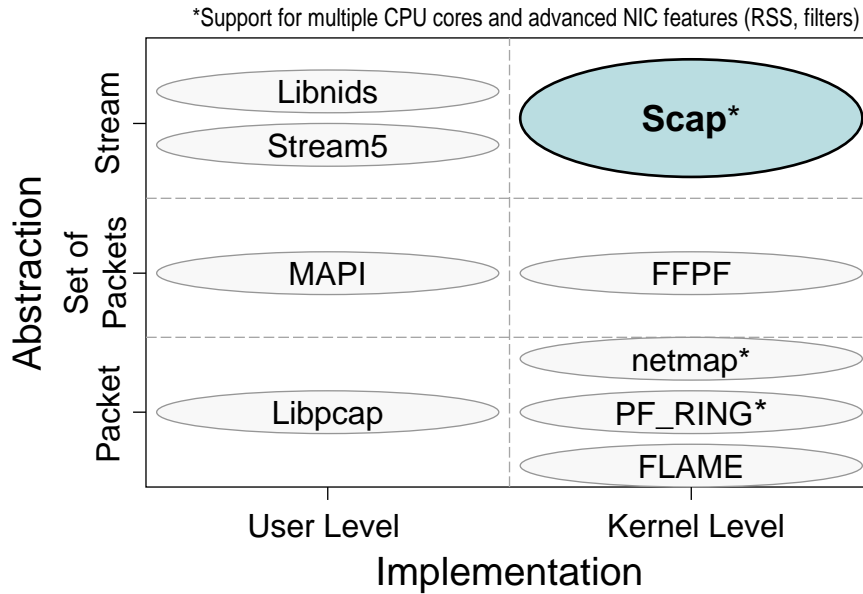 *Support for multiple CPU cores and advanced NIC features (RSS, filters)
Abstraction
Stream
Libnids
Stream5
Scap*
Set of
Packets
MAPI
FFPF
Packet
Libpcap
netmap*
PF_RING*
FLAME
User Level
Kernel Level
Implementation